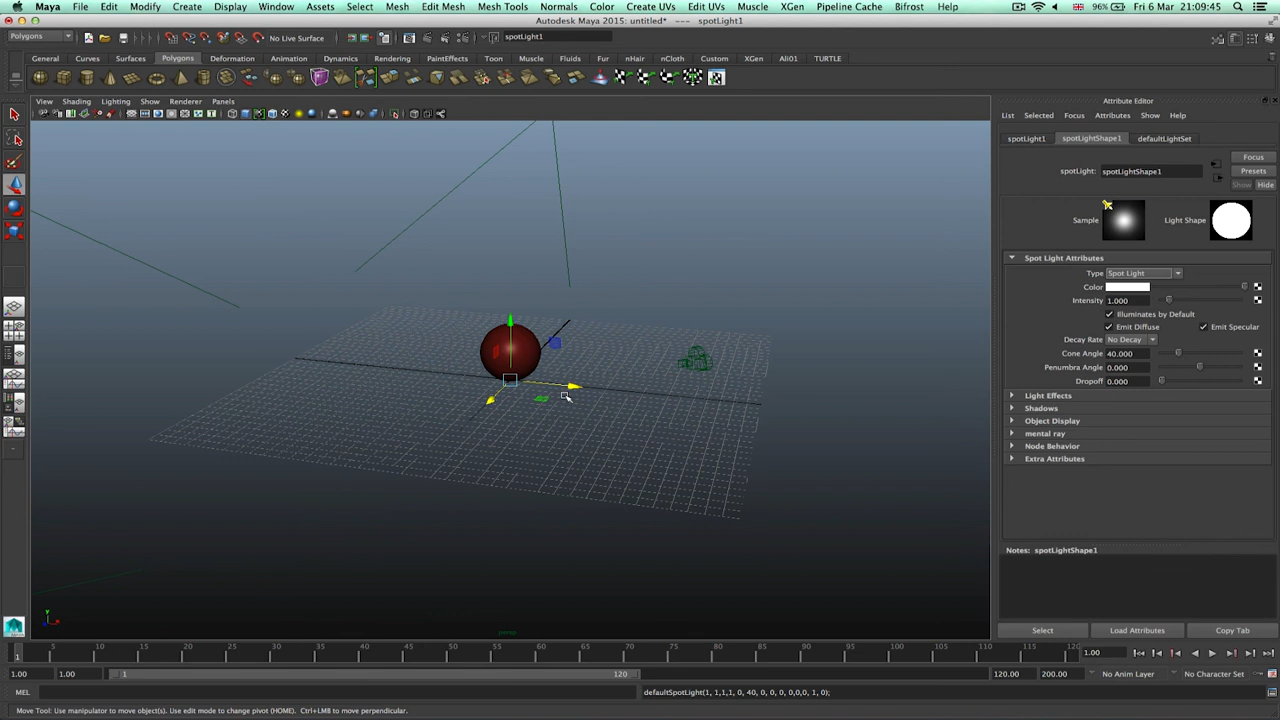 Maya File Edit Modify Create Display Window Assets Select Mesh Edit Mesh Mesh Tools Normals Color Create UVs Edit UVs Muscle XGen Pipeline Cache Bifrost Help 96% Fri 6 Mar 21:09:45
Autodesk Maya 2015: untitled* --- spotLight1
Polygons No Live Surface spotLight1
General Curves Surfaces Polygons Deformation Animation Dynamics Rendering PaintEffects Toon Muscle Fluids Fur nHair nCloth Custom XGen Ali01 TURTLE
View Shading Lighting Show Renderer Panels
Attribute Editor
List Selected Focus Attributes Show Help
spotLight1 spotLightShape1 defaultLightSet
Focus
spotLight: spotLightShape1
Presets
Show Hide
Sample Light Shape
Spot Light Attributes
Type Spot Light
Color
Intensity 1.000
Illuminates by Default
Emit Diffuse Emit Specular
Decay Rate No Decay
Cone Angle 40.000
Penumbra Angle 0.000
Dropoff 0.000
Light Effects
Shadows
Object Display
mental ray
Node Behavior
Extra Attributes
Notes: spotLightShape1
persp
y
Select Load Attributes Copy Tab
1 5 10 15 20 25 30 35 40 45 50 55 60 65 70 75 80 85 90 95 100 105 110 115 120 1.00
1.00 1.00 1 120 120.00 200.00 No Anim Layer No Character Set
MEL defaultSpotLight(1, 1,1,1, 0, 40, 0, 0, 0, 0,0,0, 1, 0);
Move Tool: Use manipulator to move object(s). Use edit mode to change pivot (HOME). Ctrl+LMB to move perpendicular.